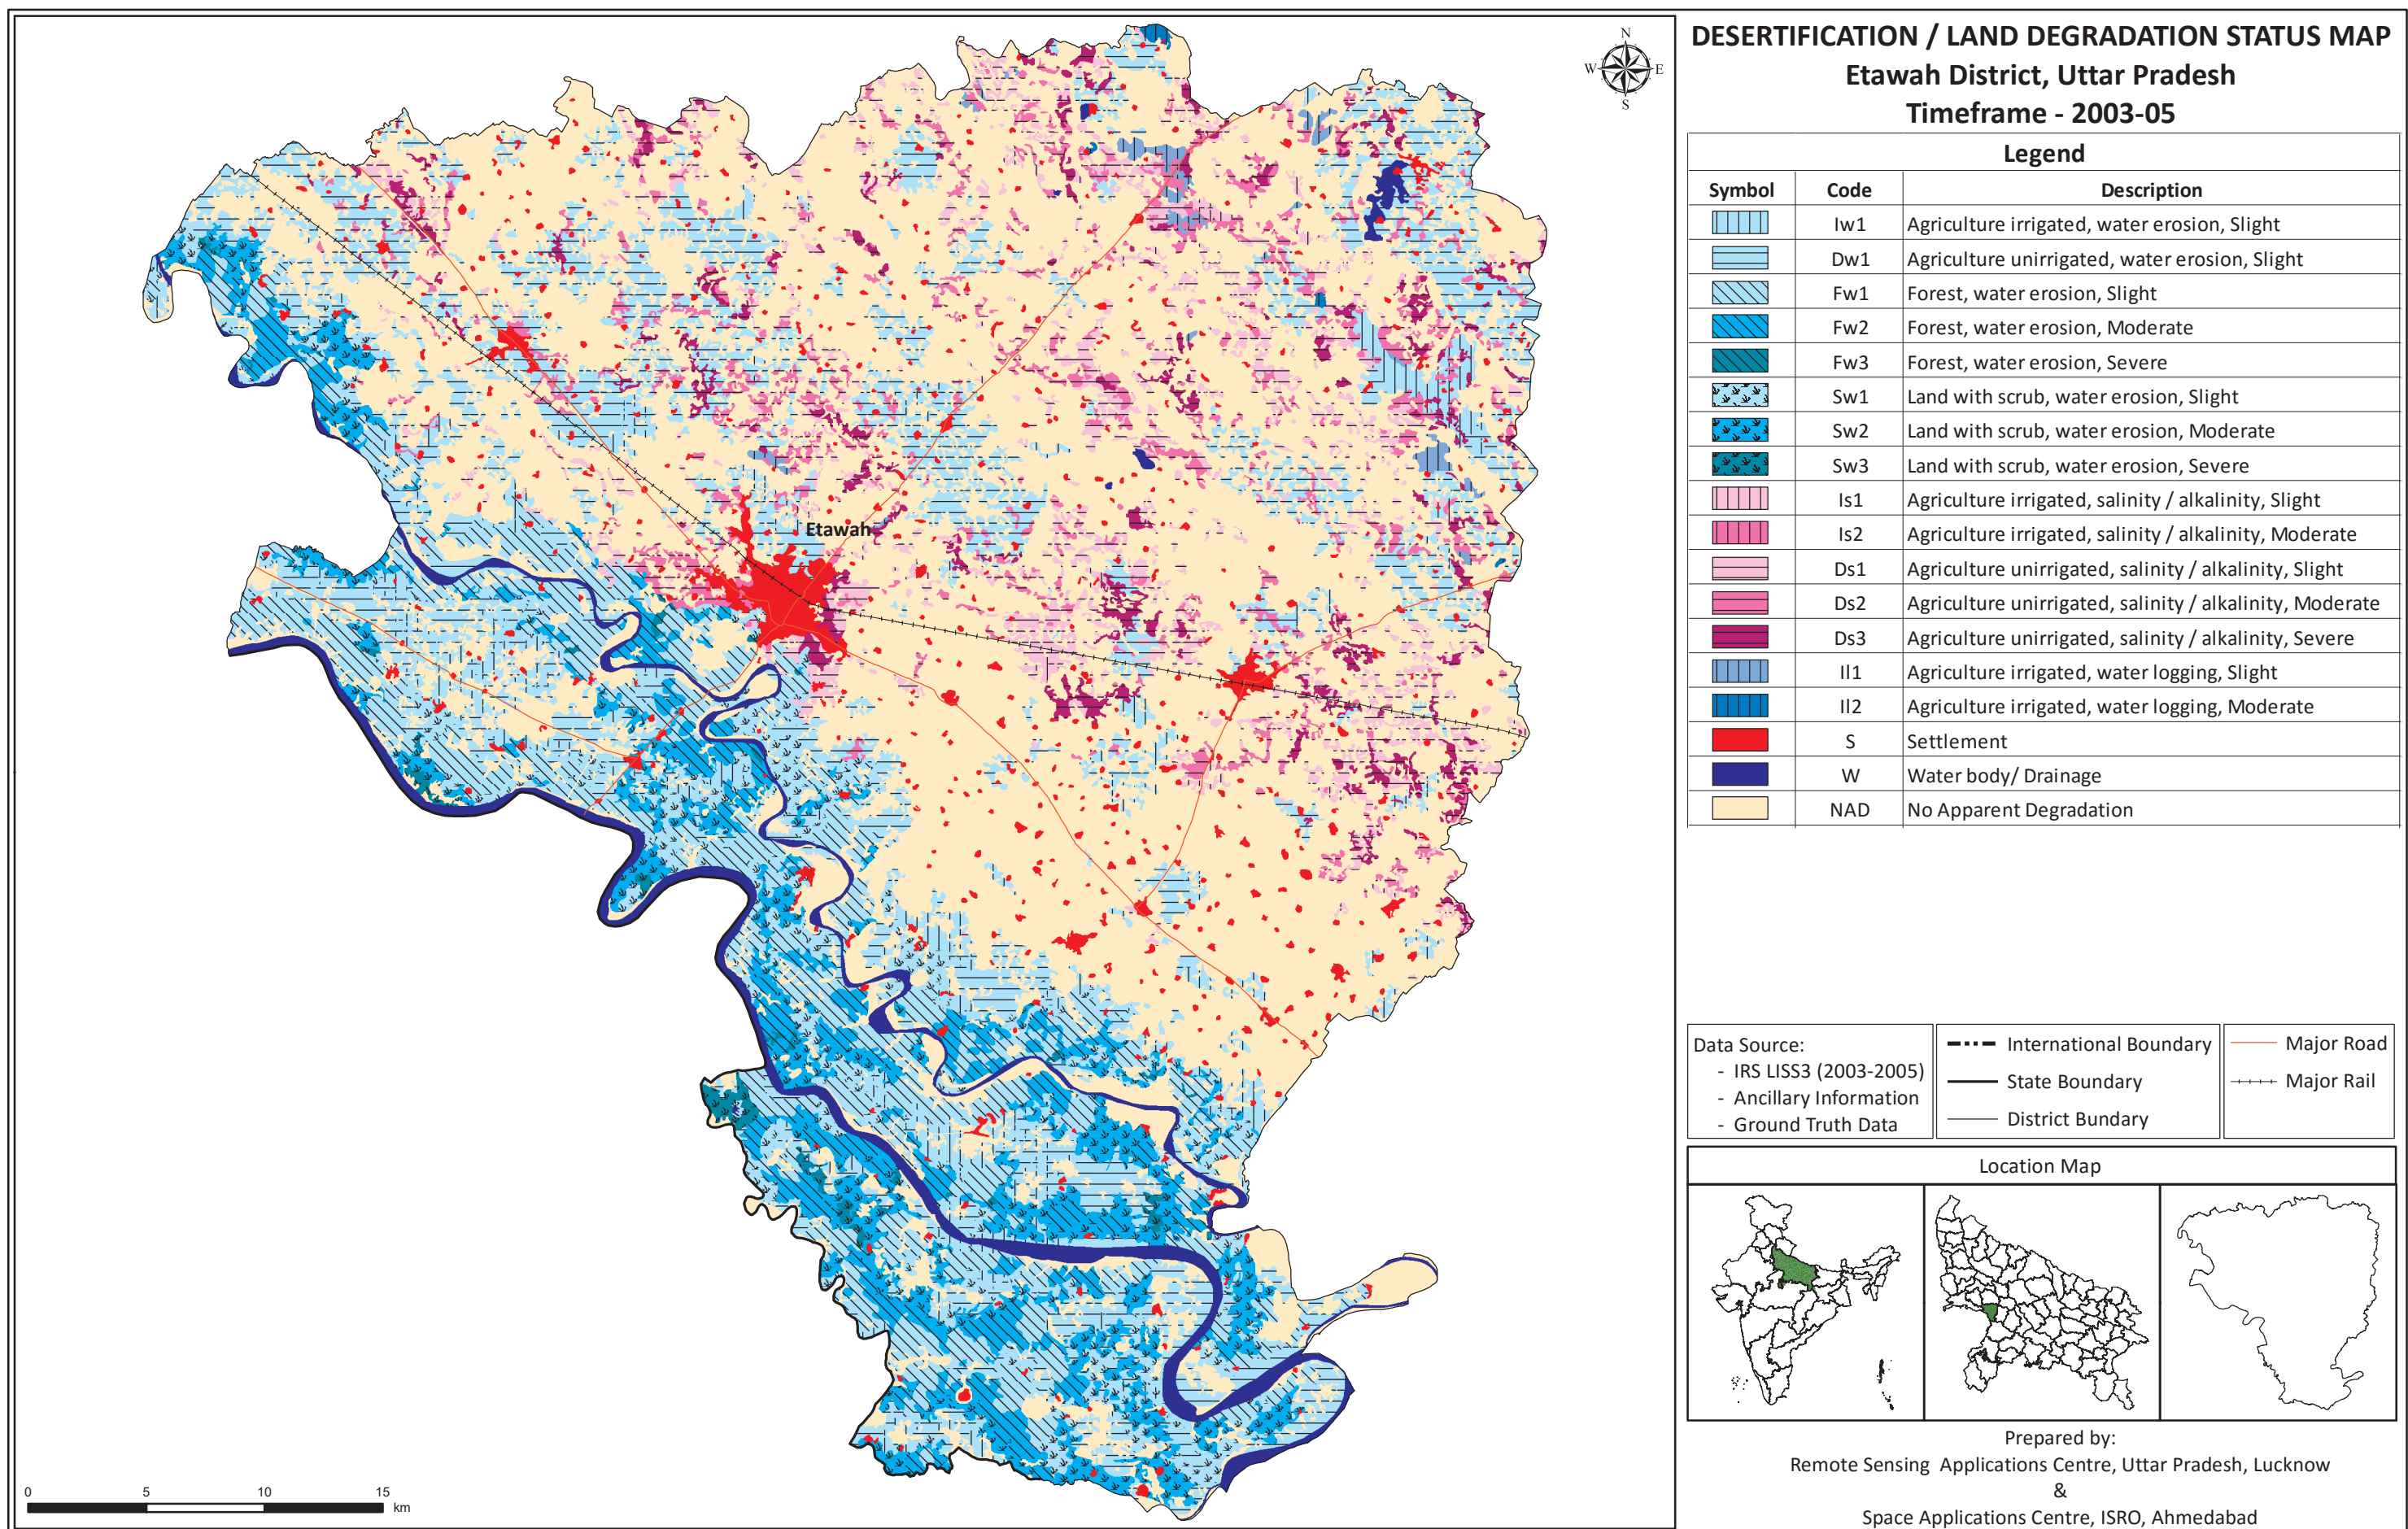 DESERTIFICATION / LAND DEGRADATION STATUS MAP
Etawah District, Uttar Pradesh
Timeframe - 2003-05
Legend
Symbol Code Description
Iw1 Agriculture irrigated, water erosion, Slight
Dw1 Agriculture unirrigated, water erosion, Slight
Fw1 Forest, water erosion, Slight
Fw2 Forest, water erosion, Moderate
Fw3 Forest, water erosion, Severe
Sw1 Land with scrub, water erosion, Slight
Sw2 Land with scrub, water erosion, Moderate
Sw3 Land with scrub, water erosion, Severe
Is1 Agriculture irrigated, salinity / alkalinity, Slight
Is2 Agriculture irrigated, salinity / alkalinity, Moderate
Ds1 Agriculture unirrigated, salinity / alkalinity, Slight
Ds2 Agriculture unirrigated, salinity / alkalinity, Moderate
Ds3 Agriculture unirrigated, salinity / alkalinity, Severe
Il1 Agriculture irrigated, water logging, Slight
Il2 Agriculture irrigated, water logging, Moderate
S Settlement
W Water body/ Drainage
NAD No Apparent Degradation
N
W E
S
Etawah
0 5 10 15
km
Data Source:
- IRS LISS3 (2003-2005)
- Ancillary Information
- Ground Truth Data
International Boundary
State Boundary
District Bundary
Major Road
Major Rail
Location Map
Prepared by:
Remote Sensing Applications Centre, Uttar Pradesh, Lucknow
&
Space Applications Centre, ISRO, Ahmedabad